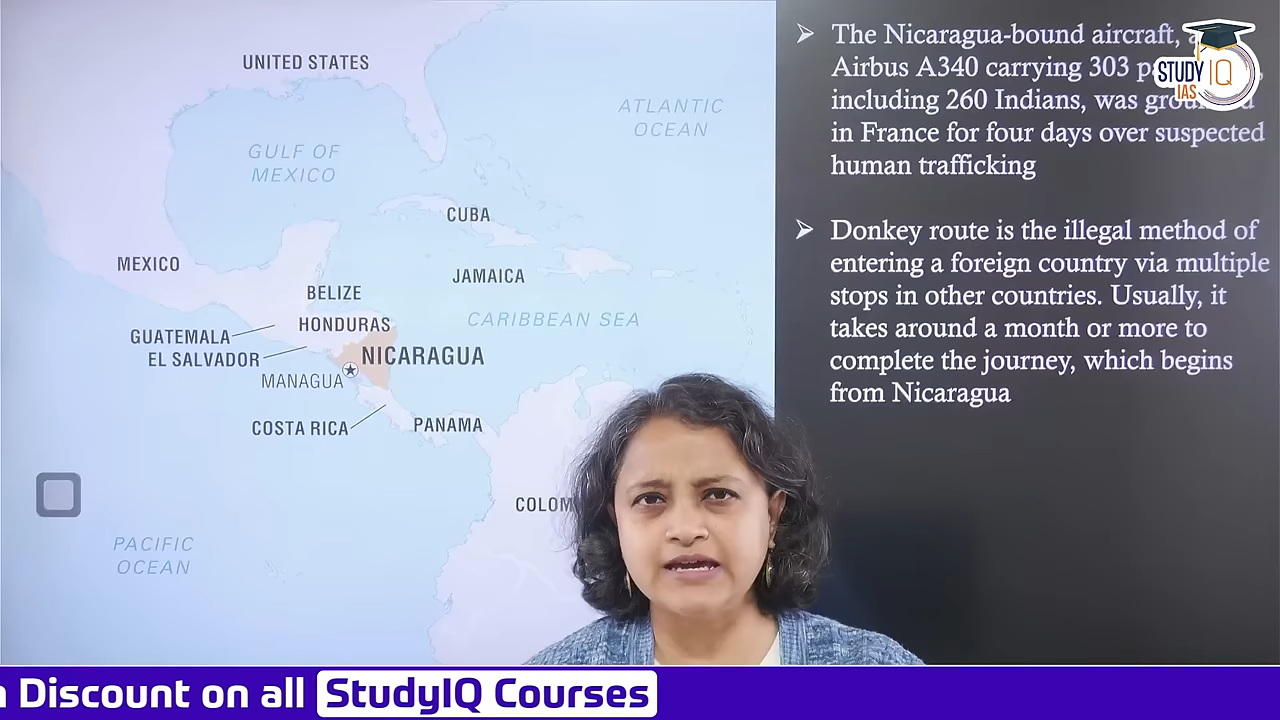 UNITED STATES
ATLANTIC
OCEAN
GULF OF
MEXICO
CUBA
MEXICO
JAMAICA
BELIZE
CARIBBEAN SEA
HONDURAS
GUATEMALA
EL SALVADOR
NICARAGUA
MANAGUA
COSTA RICA
PANAMA
COLOM
PACIFIC
OCEAN
➢ The Nicaragua-bound aircraft,
Airbus A340 carrying 303
including 260 Indians, was
in France for four days over suspected
human trafficking
➢ Donkey route is the illegal method of
entering a foreign country via multiple
stops in other countries. Usually, it
takes around a month or more to
complete the journey, which begins
from Nicaragua
STUDY IQ
IAS
Discount on all StudyIQ Courses